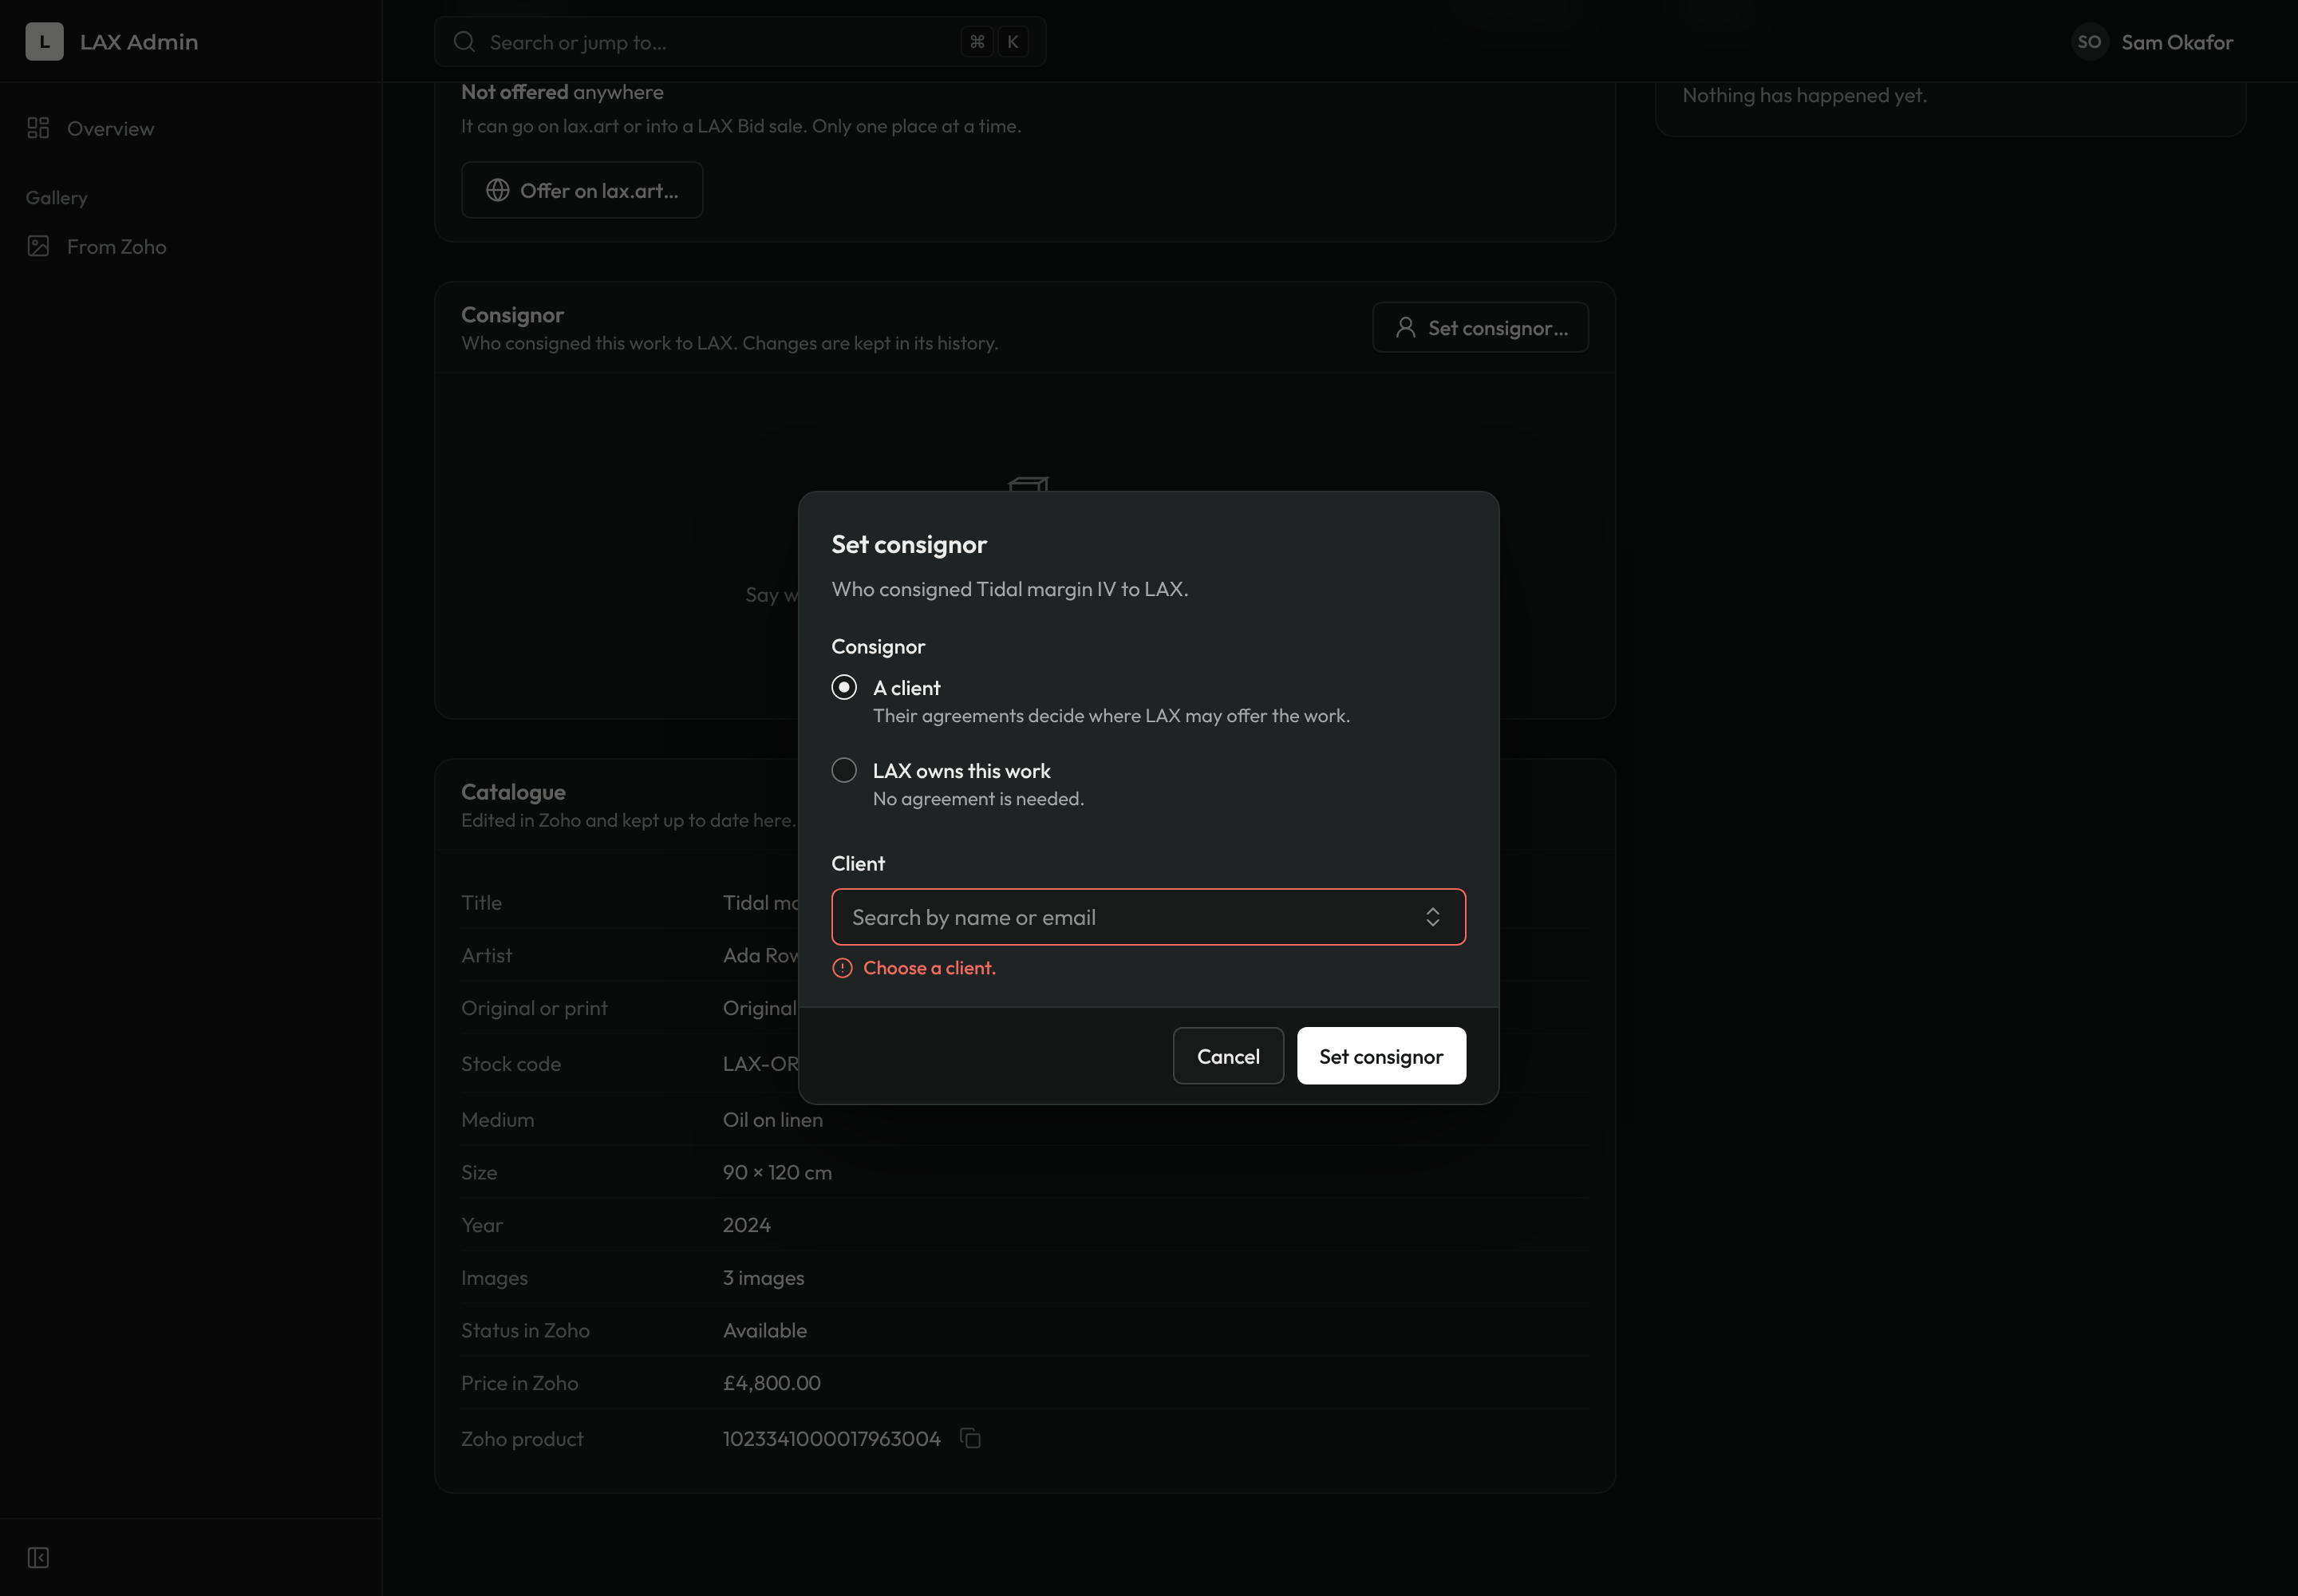 L LAX Admin
Search or jump to...
⌘ K
SO Sam Okafor
Overview
Gallery
From Zoho
Not offered anywhere
It can go on lax.art or into a LAX Bid sale. Only one place at a time.
Offer on lax.art...
Nothing has happened yet.
Consignor
Who consigned this work to LAX. Changes are kept in its history.
Set consignor...
Say
Set consignor
Who consigned Tidal margin IV to LAX.
Consignor
A client
Their agreements decide where LAX may offer the work.
LAX owns this work
No agreement is needed.
Client
Search by name or email
Choose a client.
Cancel
Set consignor
Catalogue
Edited in Zoho and kept up to date here.
Title
Tidal
Artist
Ada
Original or print
Original
Stock code
LAX-OR
Medium
Oil on linen
Size
90 × 120 cm
Year
2024
Images
3 images
Status in Zoho
Available
Price in Zoho
£4,800.00
Zoho product
1023341000017963004